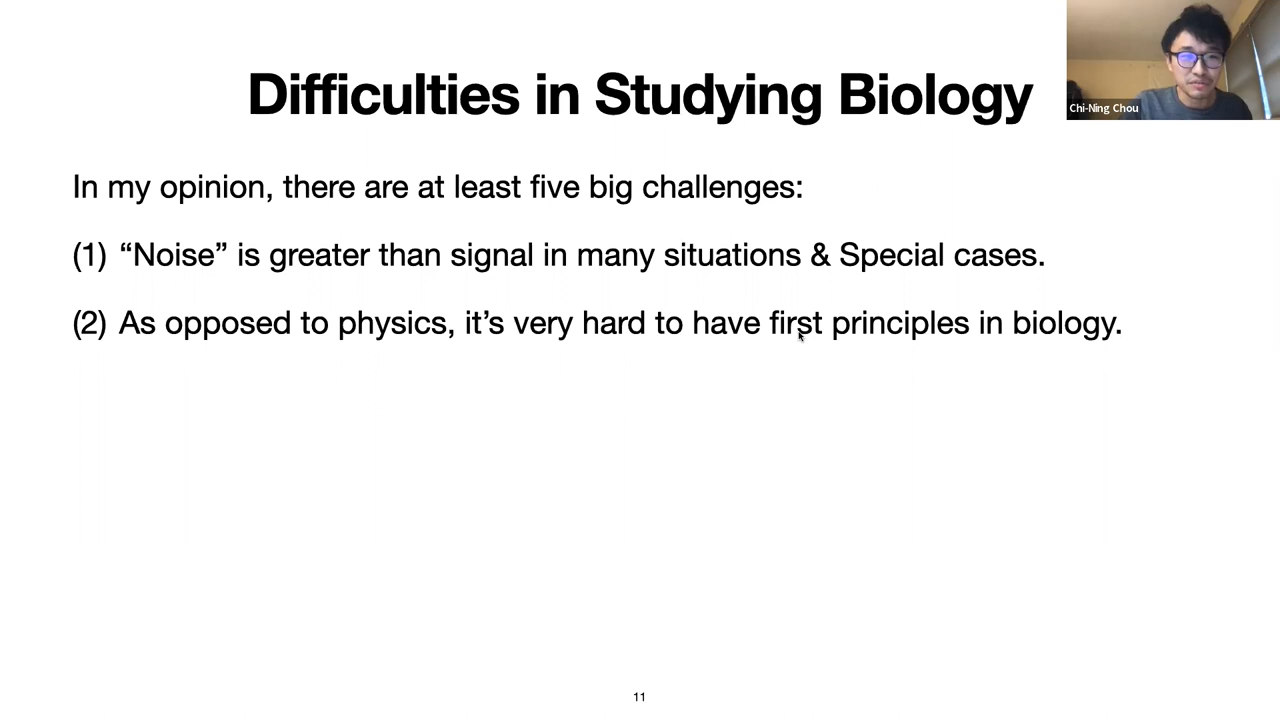 Difficulties in Studying Biology
Chi-Ning Chou
In my opinion, there are at least five big challenges:
(1) “Noise” is greater than signal in many situations & Special cases.
(2) As opposed to physics, it’s very hard to have first principles in biology.
11